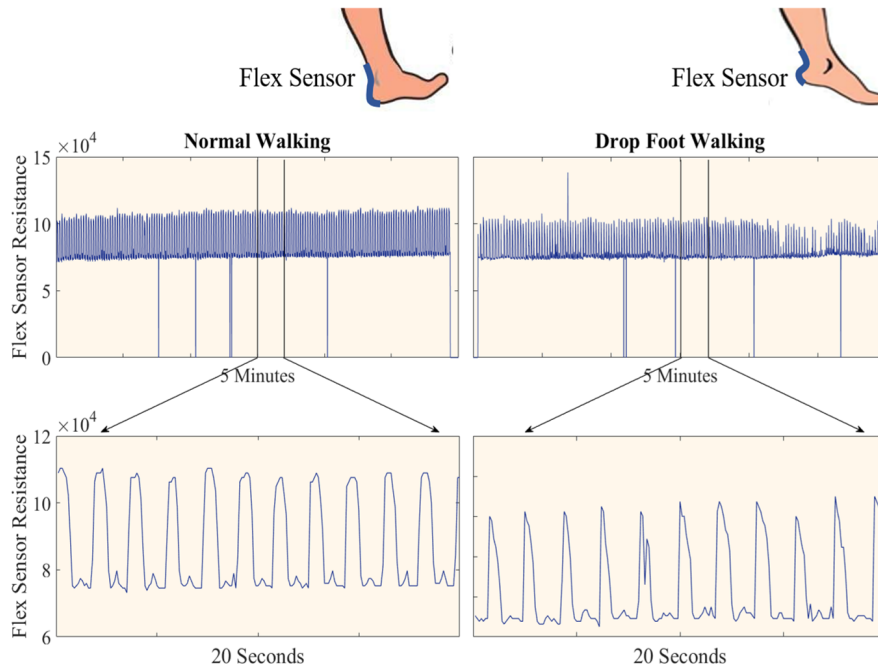 Flex Sensor
Flex Sensor
Normal Walking
Drop Foot Walking
×10⁴
15
10
5
0
Flex Sensor Resistance
5 Minutes
5 Minutes
×10⁴
12
10
8
6
Flex Sensor Resistance
20 Seconds
20 Seconds